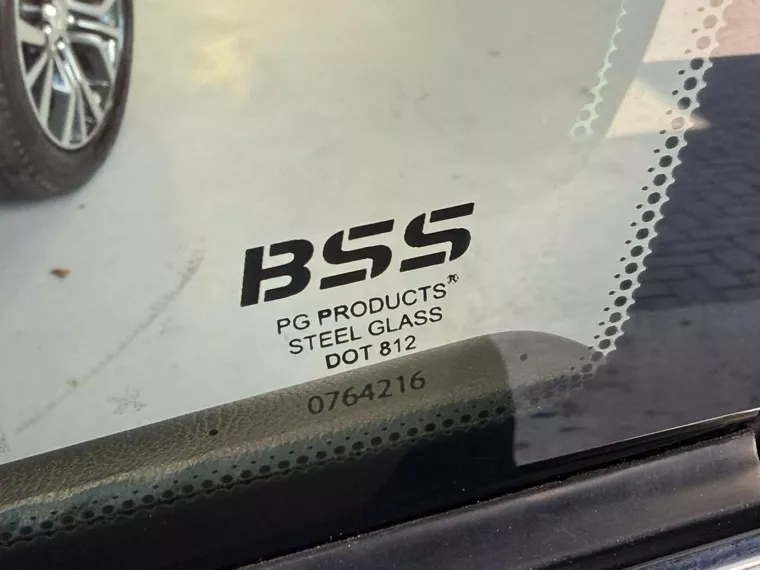 BSS
PG PRODUCTS
STEEL GLASS
DOT 812
0764216